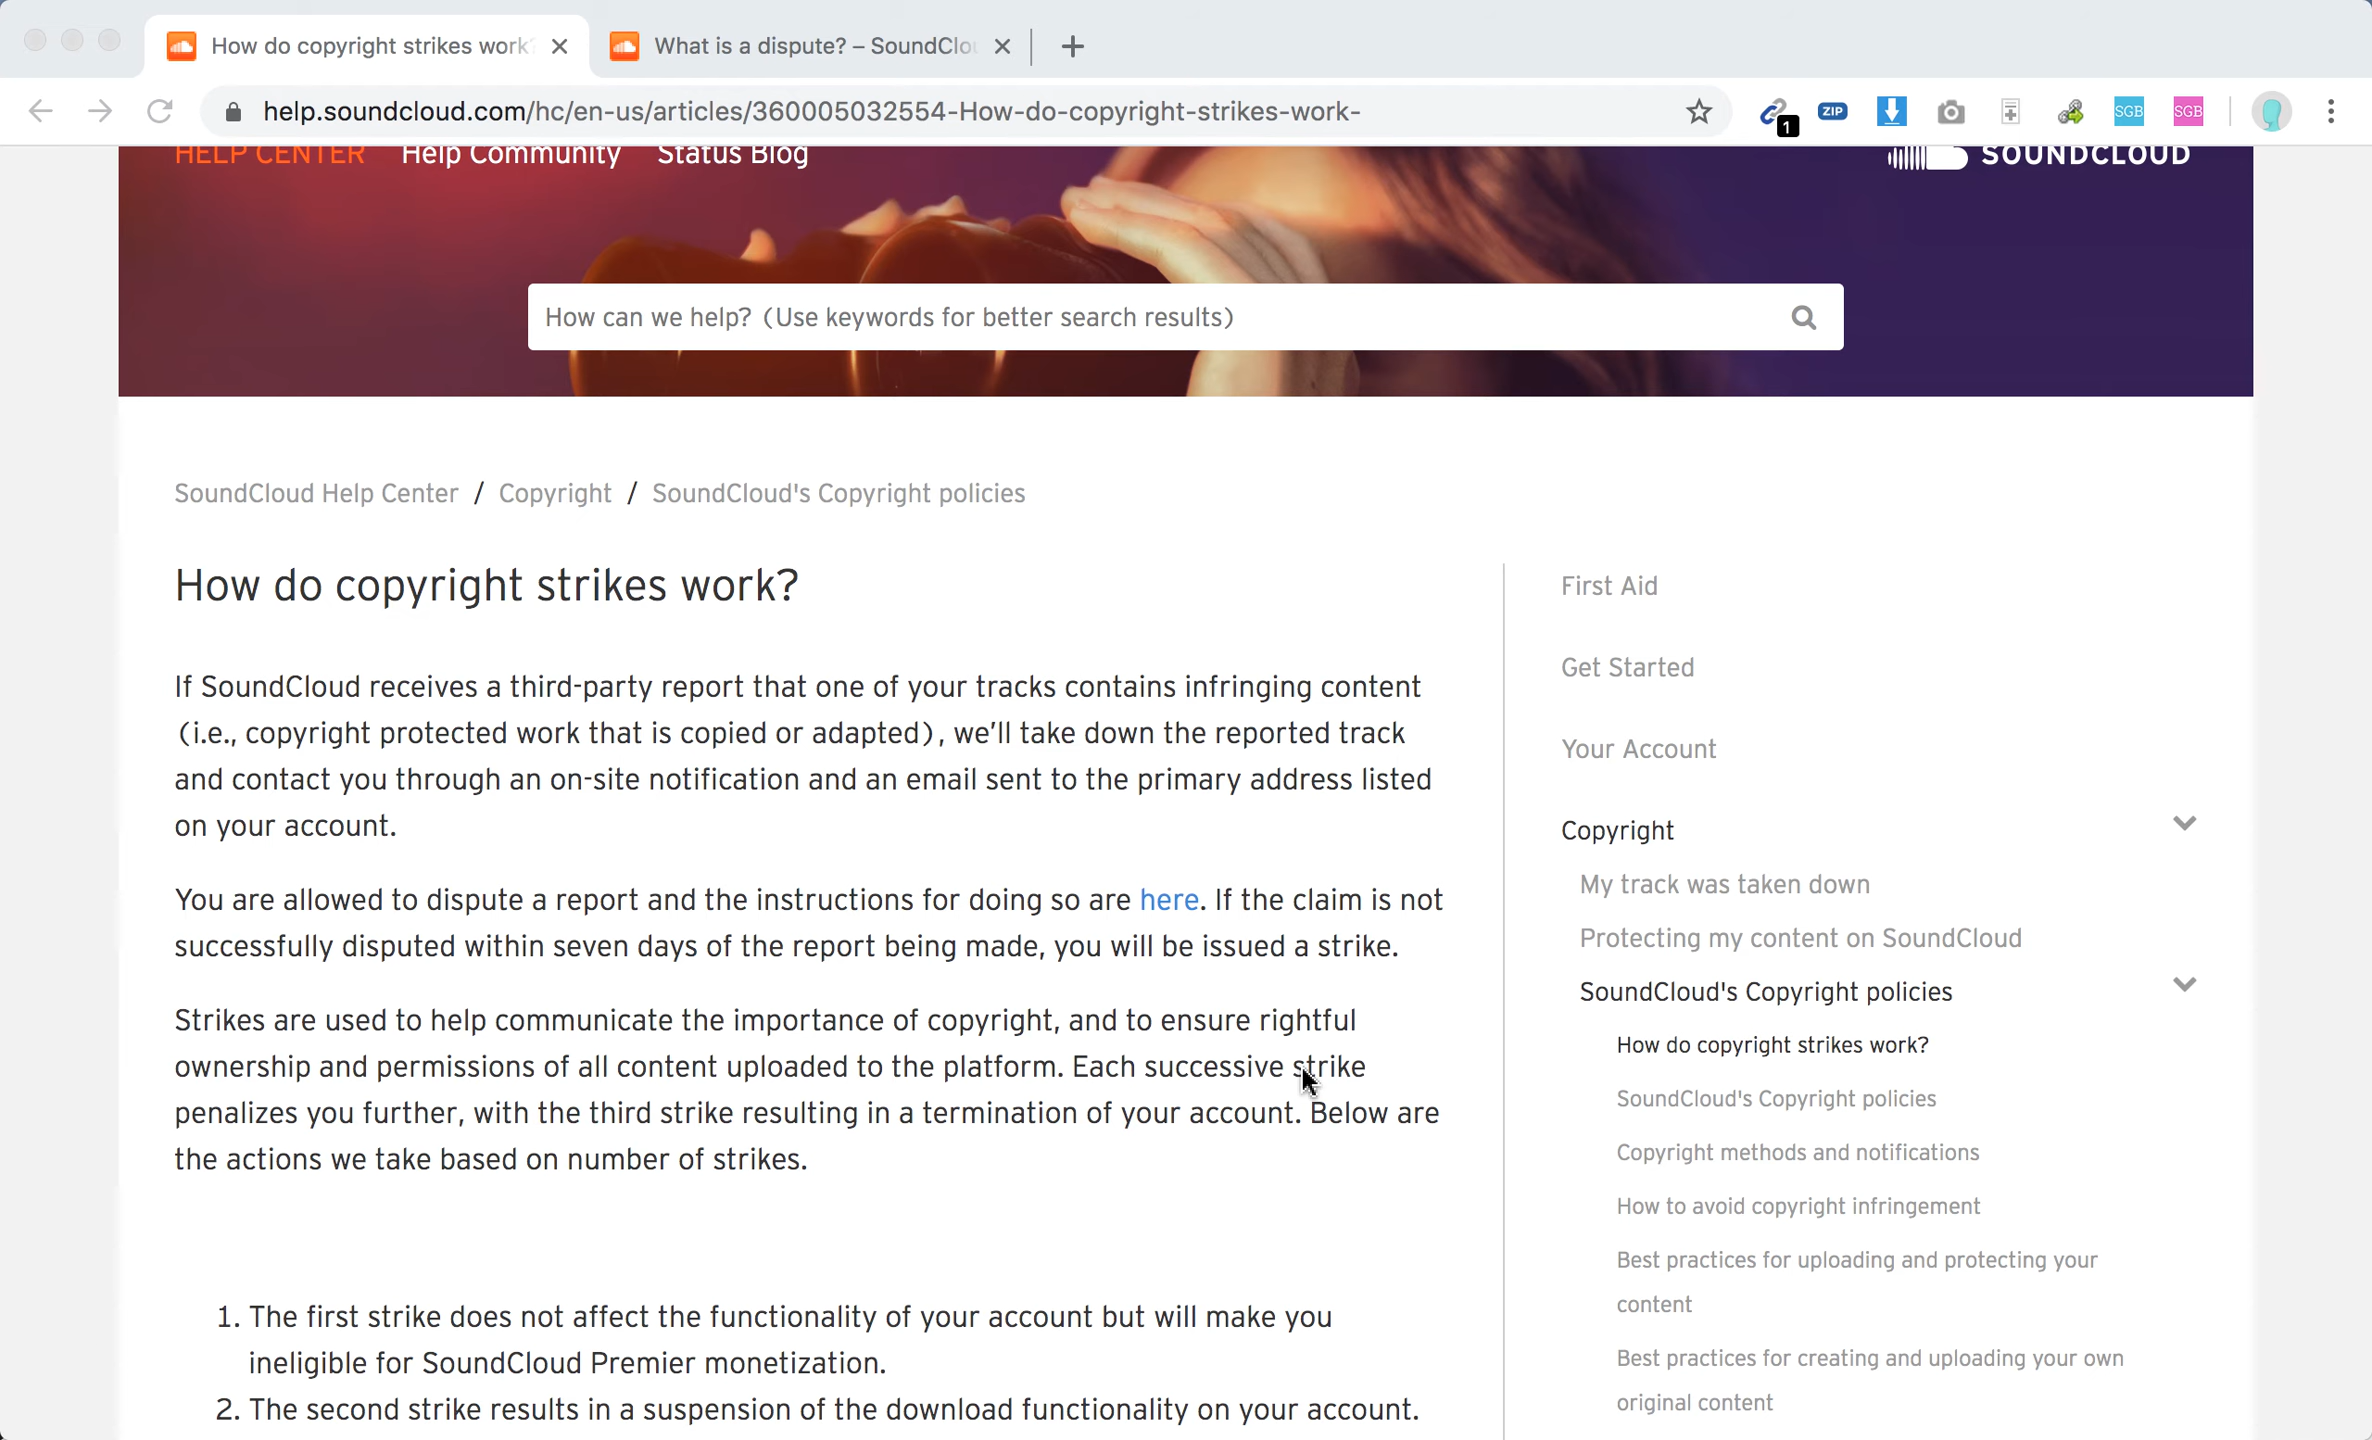 How do copyright strikes work?
What is a dispute? – SoundClou
help.soundcloud.com/hc/en-us/articles/360005032554-How-do-copyright-strikes-work-
1
ZIP
SGB
SGB
HELP CENTER
Help Community
Status Blog
SOUNDCLOUD
How can we help? (Use keywords for better search results)
SoundCloud Help Center / Copyright / SoundCloud's Copyright policies
How do copyright strikes work?
If SoundCloud receives a third-party report that one of your tracks contains infringing content
(i.e., copyright protected work that is copied or adapted), we’ll take down the reported track
and contact you through an on-site notification and an email sent to the primary address listed
on your account.
You are allowed to dispute a report and the instructions for doing so are here. If the claim is not
successfully disputed within seven days of the report being made, you will be issued a strike.
Strikes are used to help communicate the importance of copyright, and to ensure rightful
ownership and permissions of all content uploaded to the platform. Each successive strike
penalizes you further, with the third strike resulting in a termination of your account. Below are
the actions we take based on number of strikes.
1. The first strike does not affect the functionality of your account but will make you
ineligible for SoundCloud Premier monetization.
2. The second strike results in a suspension of the download functionality on your account.
First Aid
Get Started
Your Account
Copyright
My track was taken down
Protecting my content on SoundCloud
SoundCloud's Copyright policies
How do copyright strikes work?
SoundCloud's Copyright policies
Copyright methods and notifications
How to avoid copyright infringement
Best practices for uploading and protecting your
content
Best practices for creating and uploading your own
original content